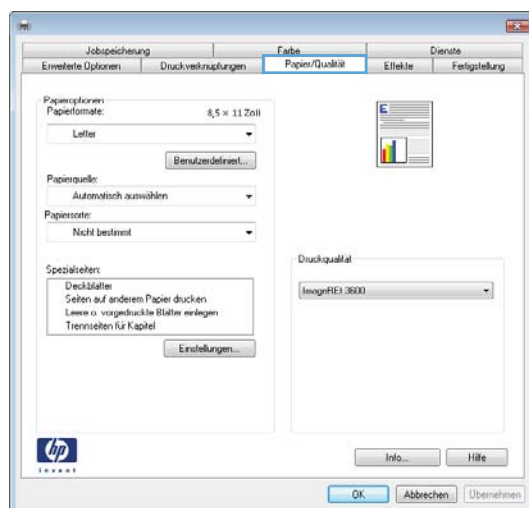 Jobspeicherung Farbe Dienste
Erweiterte Optionen Druckverknüpfungen Papier/Qualität Effekte Fertigstellung
Papieroptionen
Papierformate: 8,5 × 11 Zoll
Letter
Benutzerdefiniert...
Papierquelle:
Automatisch auswählen
Papiersorte:
Nicht bestimmt
Spezialseiten:
Deckblätter
Seiten auf anderem Papier drucken
Leere o. vorgedruckte Blätter einlegen
Trennseiten für Kapitel
Einstellungen...
E
Druckqualität
ImageREt 3600
hp
invent
Info... Hilfe
OK Abbrechen Übernehmen